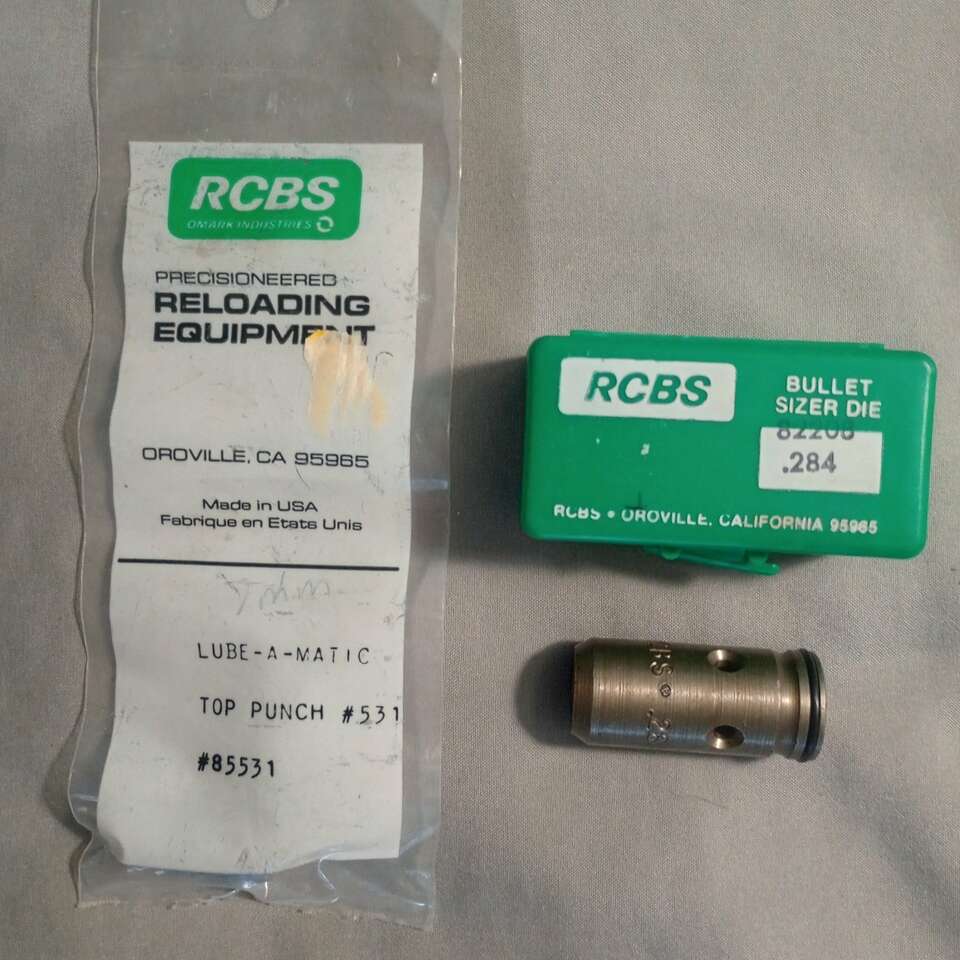 RCBS
OMARK INDUSTRIES
PRECISIONEERED
RELOADING
EQUIPMENT
OROVILLE, CA 95965
Made in USA
Fabrique en Etats Unis
LUBE-A-MATIC
TOP PUNCH #531
#85531
RCBS
BULLET
SIZER DIE
82208
.284
RCBS • OROVILLE, CALIFORNIA 95965